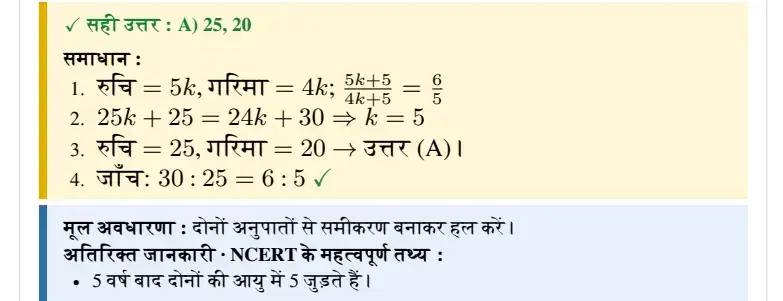 ✓ सही उत्तर : A) 25, 20
समाधान :
1. रुचि = 5k, गरिमा = 4k; \frac{5k+5}{4k+5} = \frac{6}{5}
2. 25k + 25 = 24k + 30 ⇒ k = 5
3. रुचि = 25, गरिमा = 20 → उत्तर (A)।
4. जाँच: 30 : 25 = 6 : 5 ✓
मूल अवधारणा : दोनों अनुपातों से समीकरण बनाकर हल करें।
अतिरिक्त जानकारी · NCERT के महत्वपूर्ण तथ्य :
• 5 वर्ष बाद दोनों की आयु में 5 जुड़ते हैं।